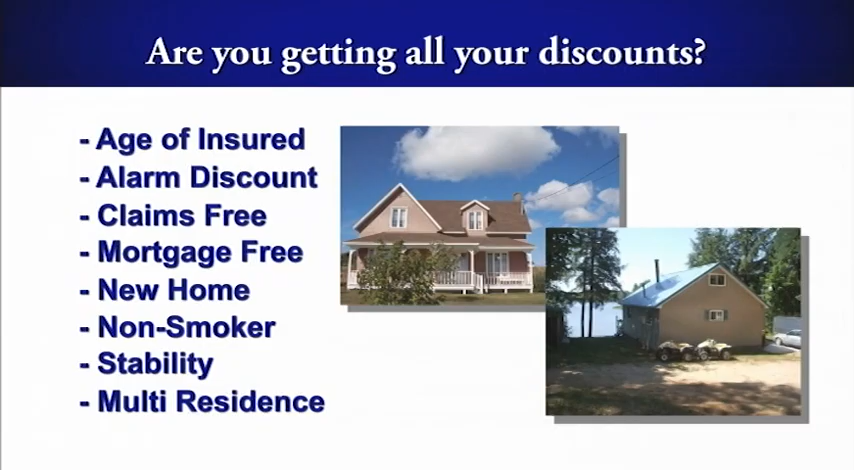 Are you getting all your discounts?
- Age of Insured
- Alarm Discount
- Claims Free
- Mortgage Free
- New Home
- Non-Smoker
- Stability
- Multi Residence